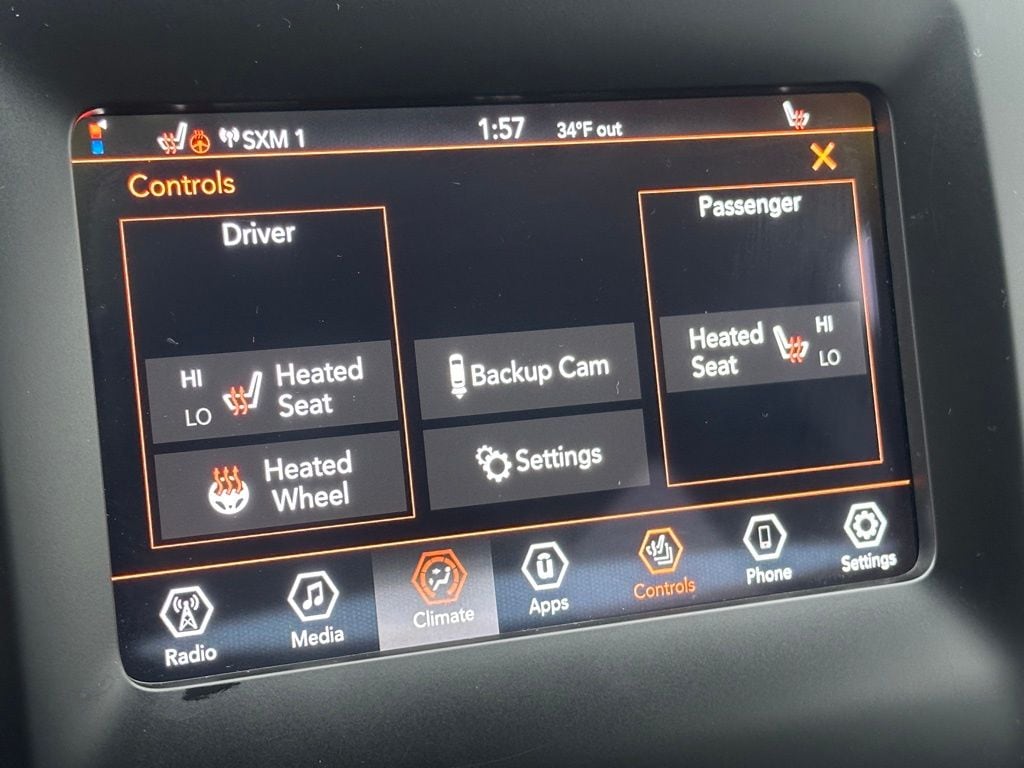 SXM 1 1:57 34°F out
Controls
Driver
HI
LO
Heated
Seat
Heated
Wheel
Backup Cam
Settings
Passenger
Heated
Seat
HI
LO
Radio
Media
Climate
Apps
Controls
Phone
Settings